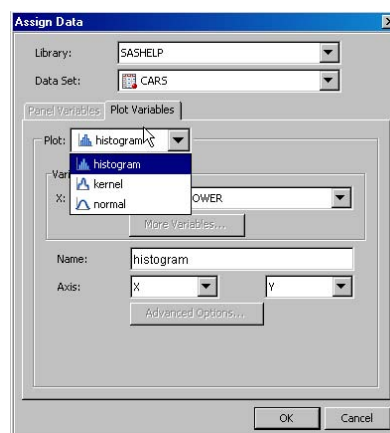 Assign Data
Library: SASHELP
Data Set: CARS
Panel Variables Plot Variables
Plot: histogram
histogram
kernel
normal
X: OWER
More Variables...
Name: histogram
Axis: X Y
Advanced Options...
OK Cancel